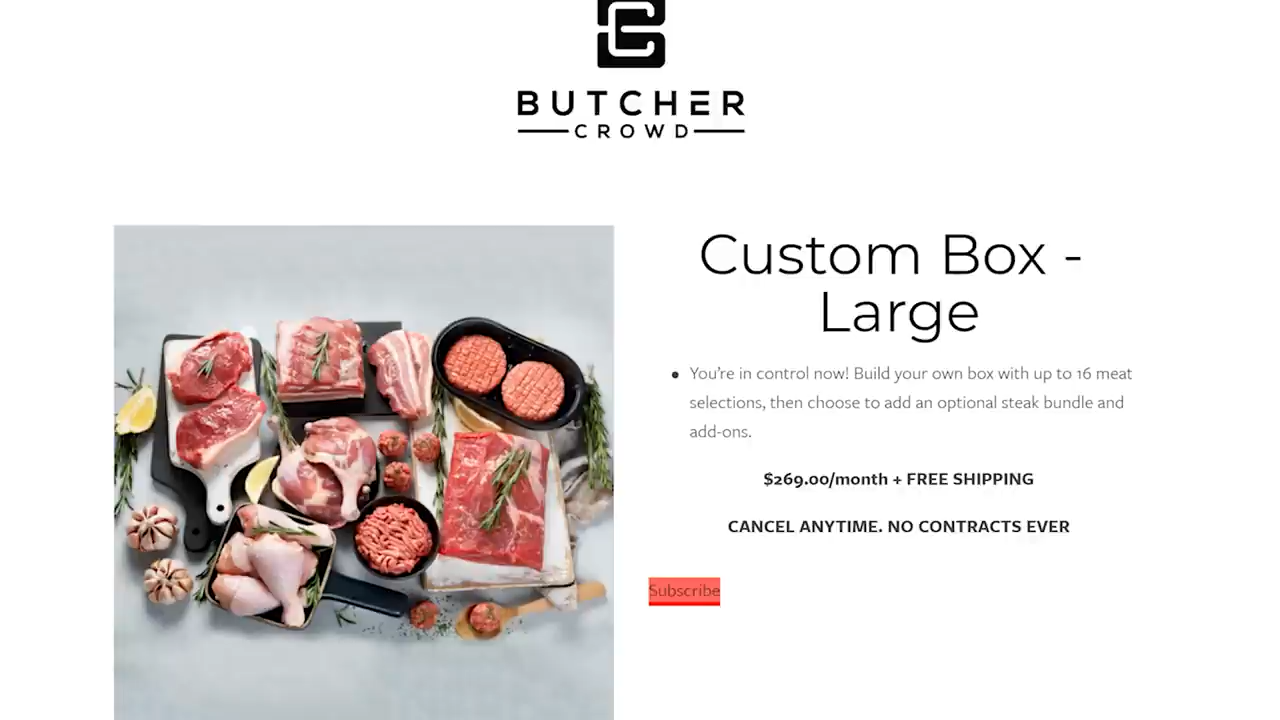 BUTCHER
CROWD
Custom Box -
Large
You're in control now! Build your own box with up to 16 meat
selections, then choose to add an optional steak bundle and
add-ons.
$269.00/month + FREE SHIPPING
CANCEL ANYTIME. NO CONTRACTS EVER
Subscribe